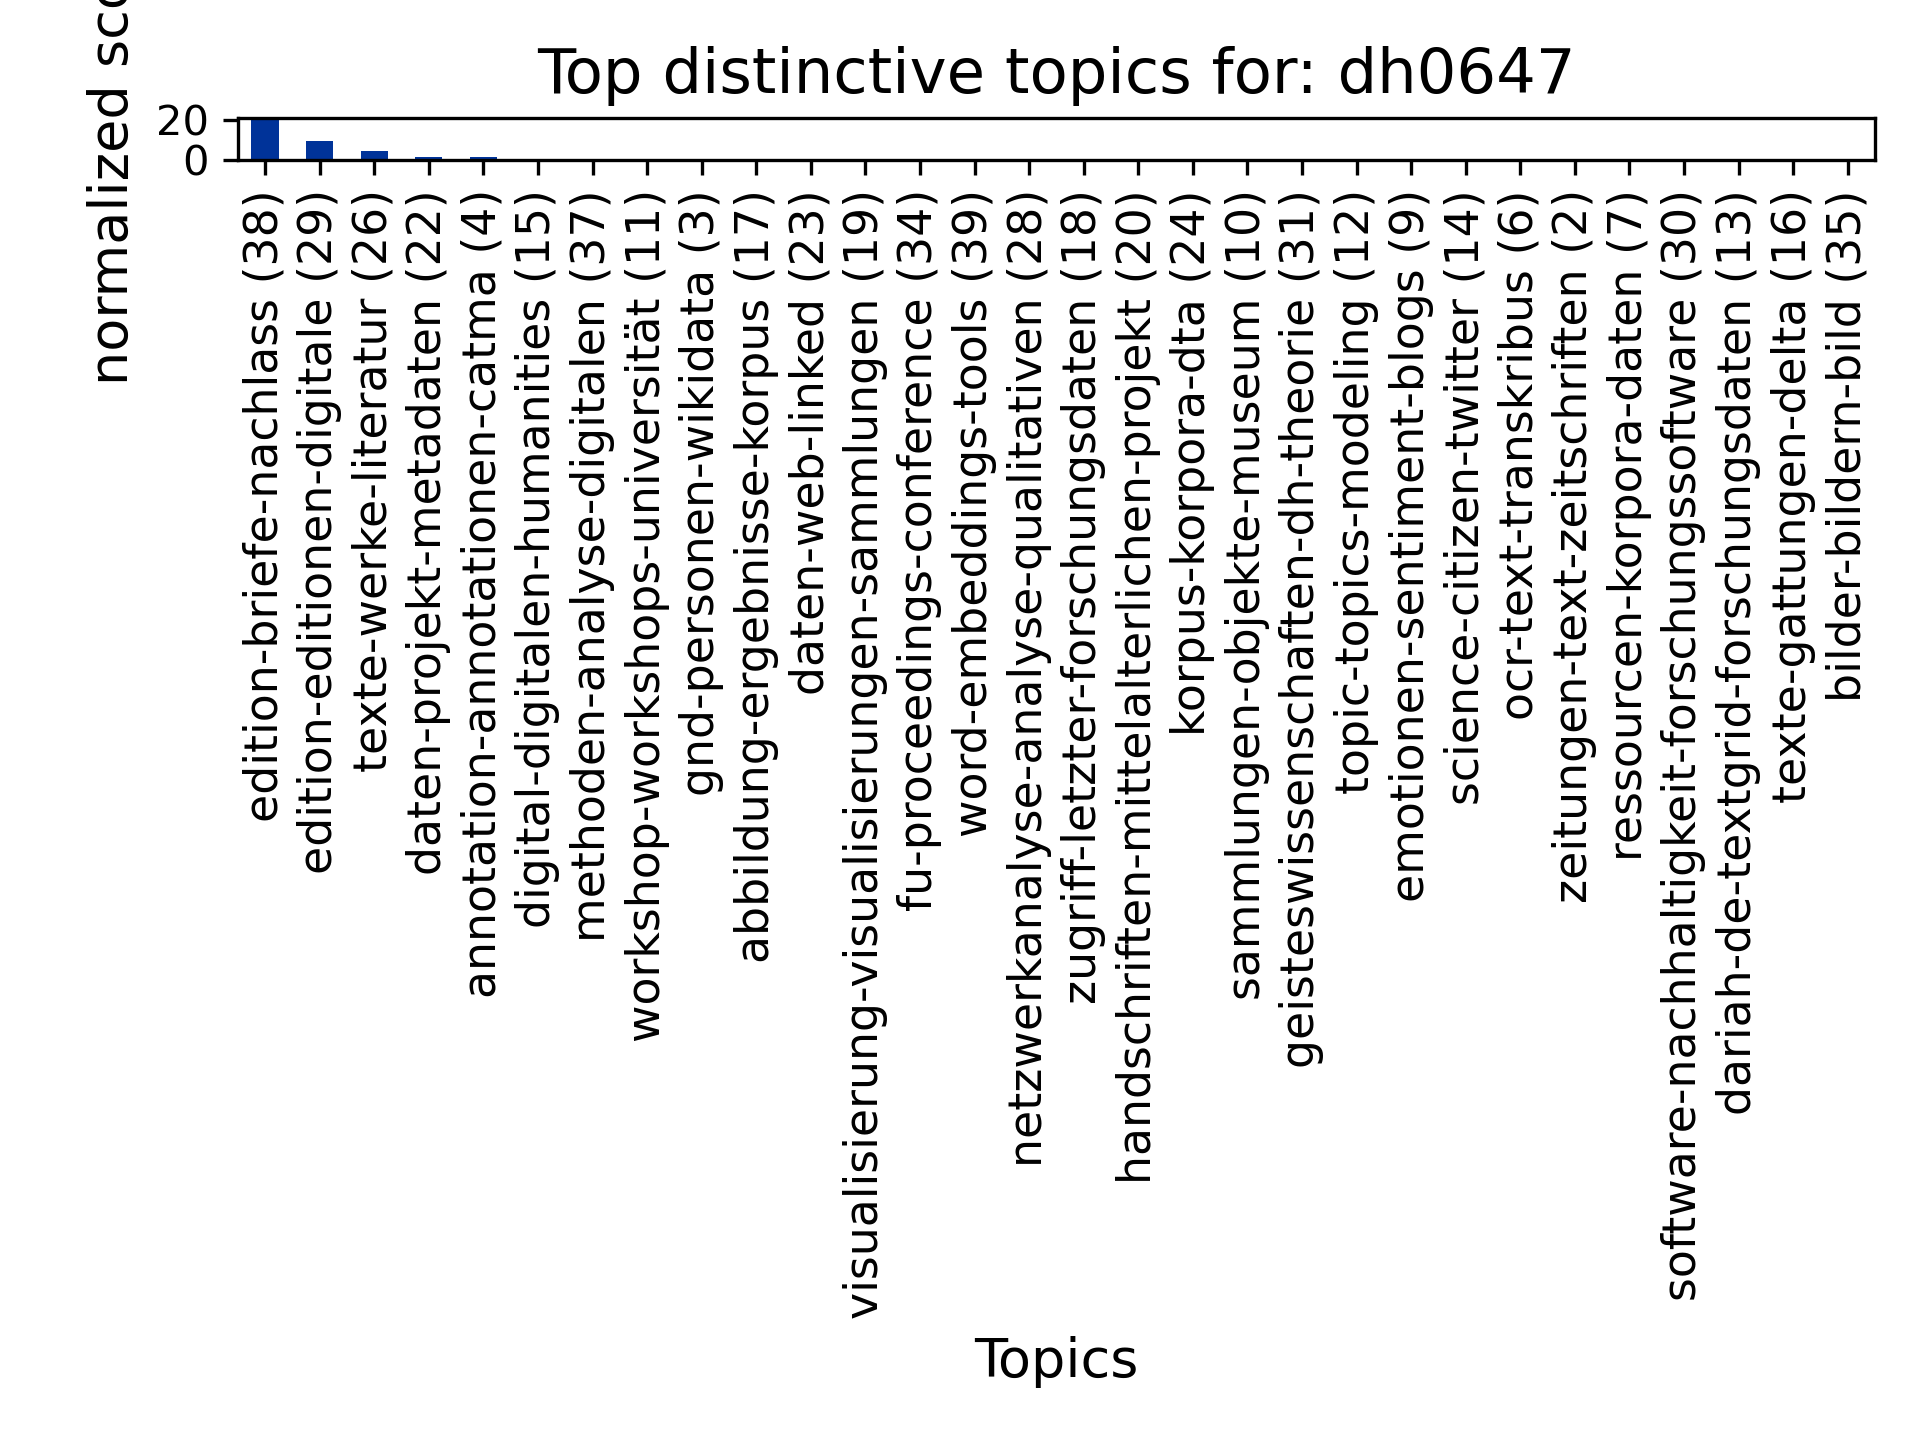 Top distinctive topics for: dh0647
normalized sco
20
0
edition-briefe-nachlass (38)
edition-editionen-digitale (29)
texte-werke-literatur (26)
daten-projekt-metadaten (22)
annotation-annotationen-catma (4)
digital-digitalen-humanities (15)
methoden-analyse-digitalen (37)
workshop-workshops-universität (11)
gnd-personen-wikidata (3)
abbildung-ergebnisse-korpus (17)
daten-web-linked (23)
visualisierung-visualisierungen-sammlungen (19)
fu-proceedings-conference (34)
word-embeddings-tools (39)
netzwerkanalyse-analyse-qualitativen (28)
zugriff-letzter-forschungsdaten (18)
handschriften-mittelalterlichen-projekt (20)
korpus-korpora-dta (24)
sammlungen-objekte-museum (10)
geisteswissenschaften-dh-theorie (31)
topic-topics-modeling (12)
emotionen-sentiment-blogs (9)
science-citizen-twitter (14)
ocr-text-transkribus (6)
zeitungen-text-zeitschriften (2)
ressourcen-korpora-daten (7)
software-nachhaltigkeit-forschungssoftware (30)
dariah-de-textgrid-forschungsdaten (13)
texte-gattungen-delta (16)
bilder-bildern-bild (35)
Topics